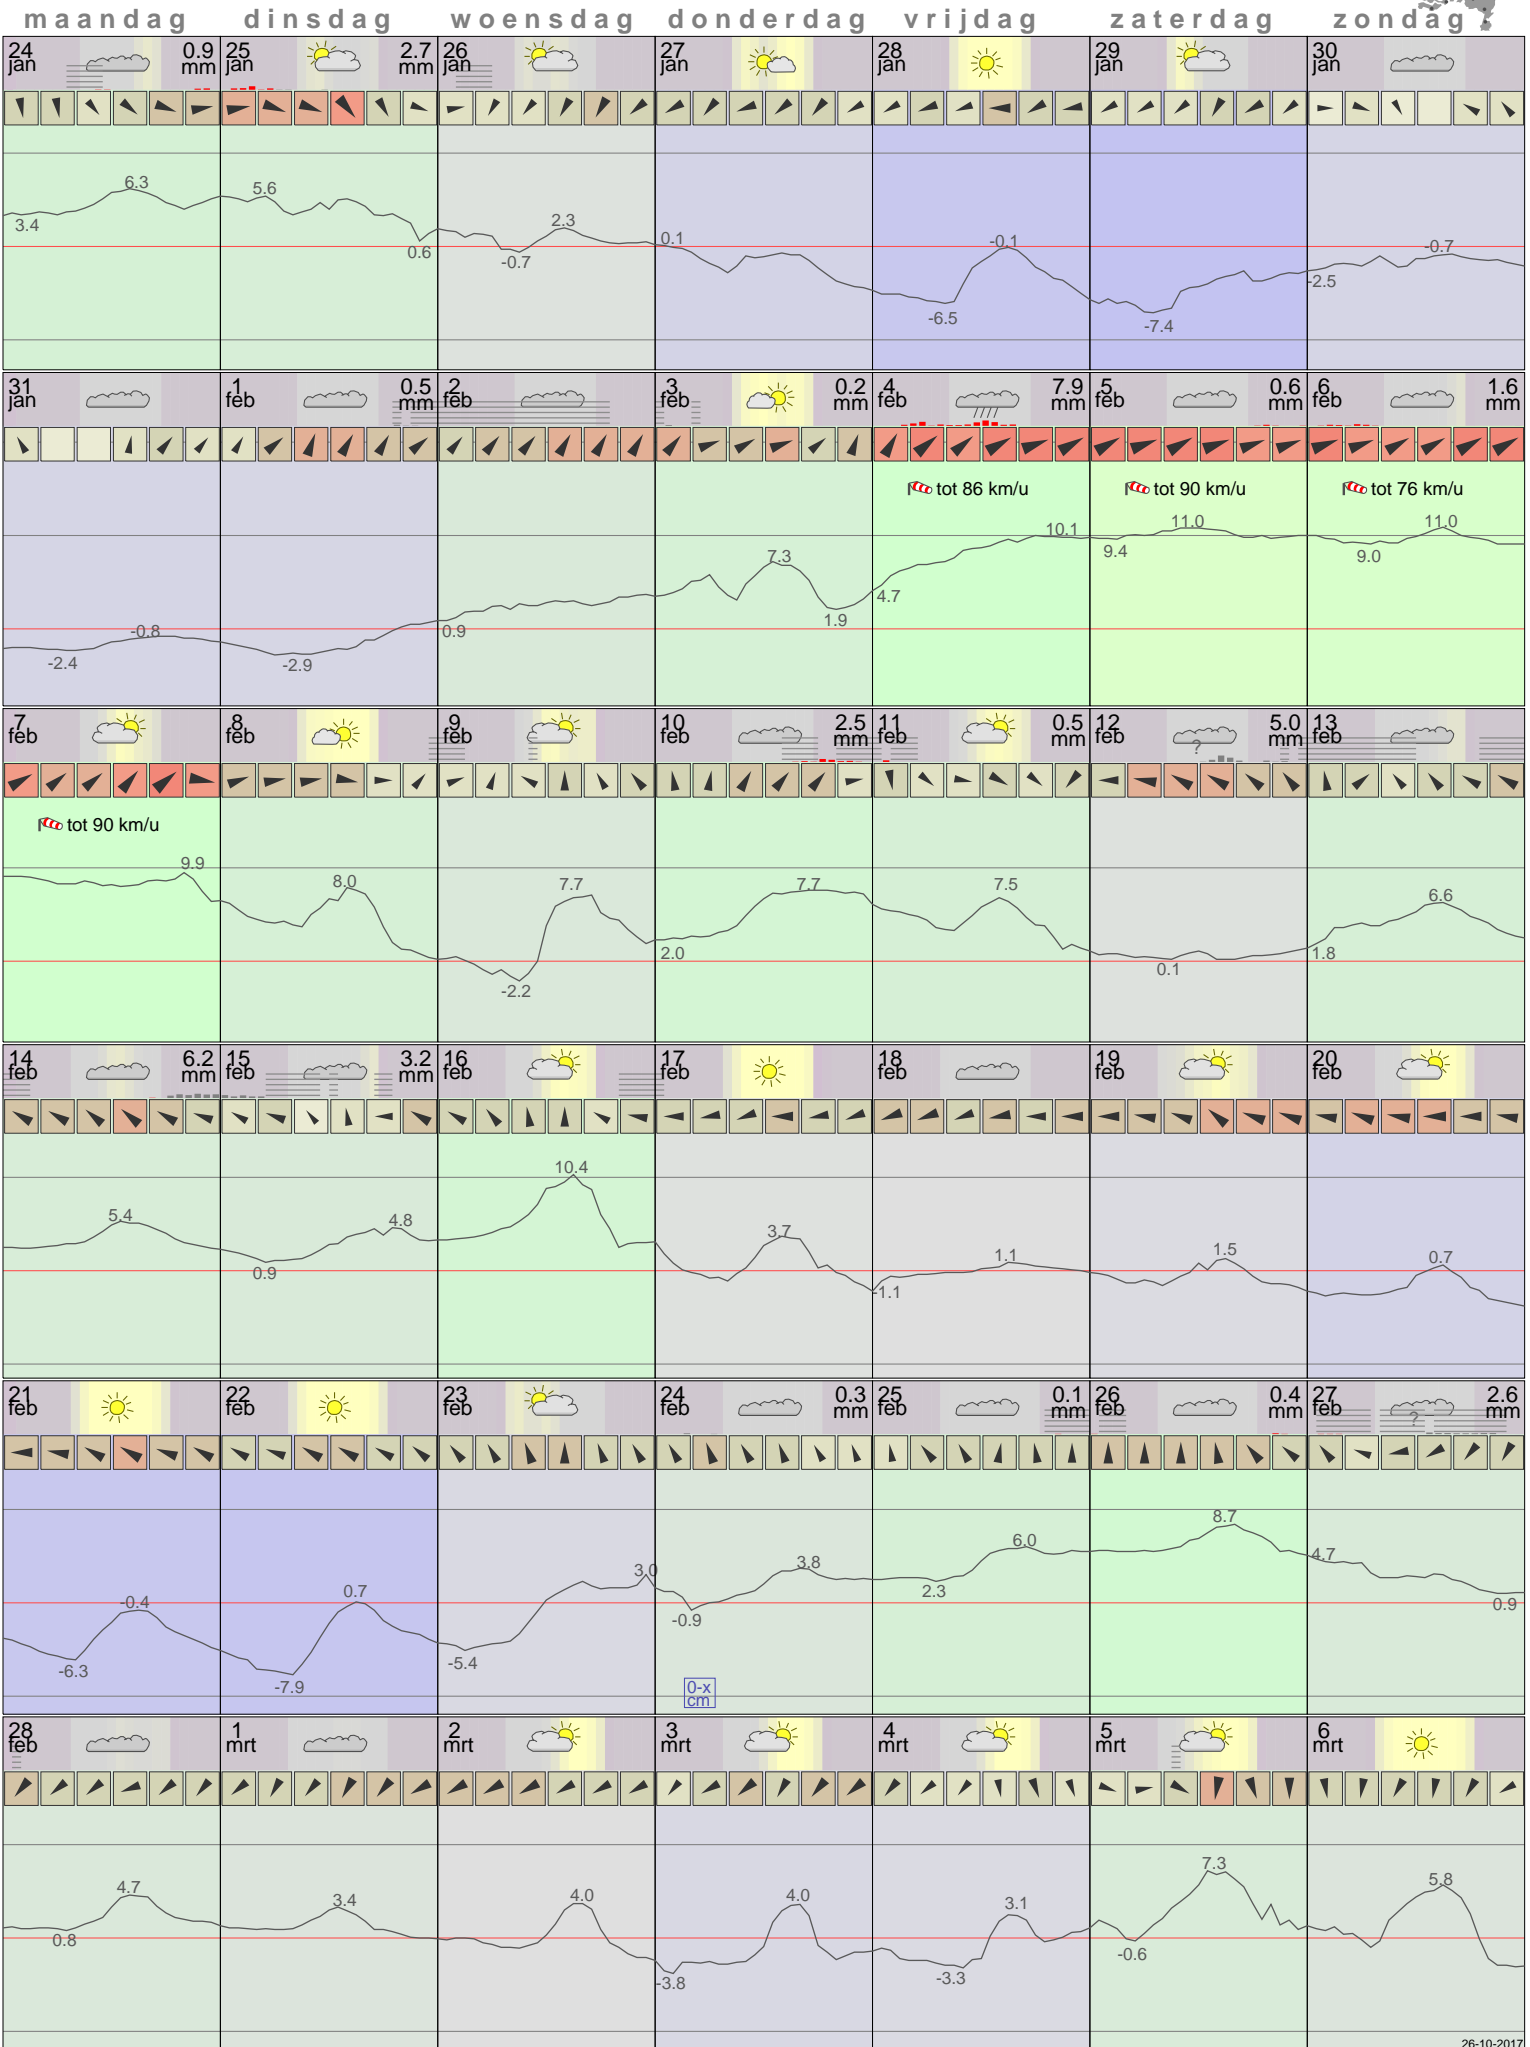 maandag dinsdag woensdag donderdag vrijdag zaterdag zondag
24 jan 0.9 mm
25 jan 2.7 mm
26 jan
27 jan
28 jan
29 jan
30 jan
3.4 6.3 5.6 0.6 -0.7 2.3 0.1 -6.5 -0.1 -7.4 -2.5 -0.7
31 jan
1 feb 0.5 mm
2 feb
3 feb 0.2 mm
4 feb 7.9 mm
5 feb 0.6 mm
6 feb 1.6 mm
tot 86 km/u tot 90 km/u tot 76 km/u
-2.4 -0.8 -2.9 0.9 7.3 1.9 4.7 10.1 9.4 11.0 9.0 11.0
7 feb
8 feb
9 feb
10 feb 2.5 mm
11 feb 0.5 mm
12 feb ? 5.0 mm
13 feb
tot 90 km/u
9.9 8.0 -2.2 7.7 2.0 7.7 7.5 0.1 1.8 6.6
14 feb 6.2 mm
15 feb 3.2 mm
16 feb
17 feb
18 feb
19 feb
20 feb
5.4 0.9 4.8 10.4 3.7 -1.1 1.1 1.5 0.7
21 feb
22 feb
23 feb
24 feb 0.3 mm
25 feb 0.1 mm
26 feb 0.4 mm
27 feb ? 2.6 mm
-6.3 -0.4 -7.9 0.7 -5.4 3.0 -0.9 3.8 2.3 6.0 8.7 4.7 0.9
0-x
cm
28 feb
1 mrt
2 mrt
3 mrt
4 mrt
5 mrt
6 mrt
0.8 4.7 3.4 4.0 -3.8 4.0 -3.3 3.1 -0.6 7.3 5.8
26-10-2017